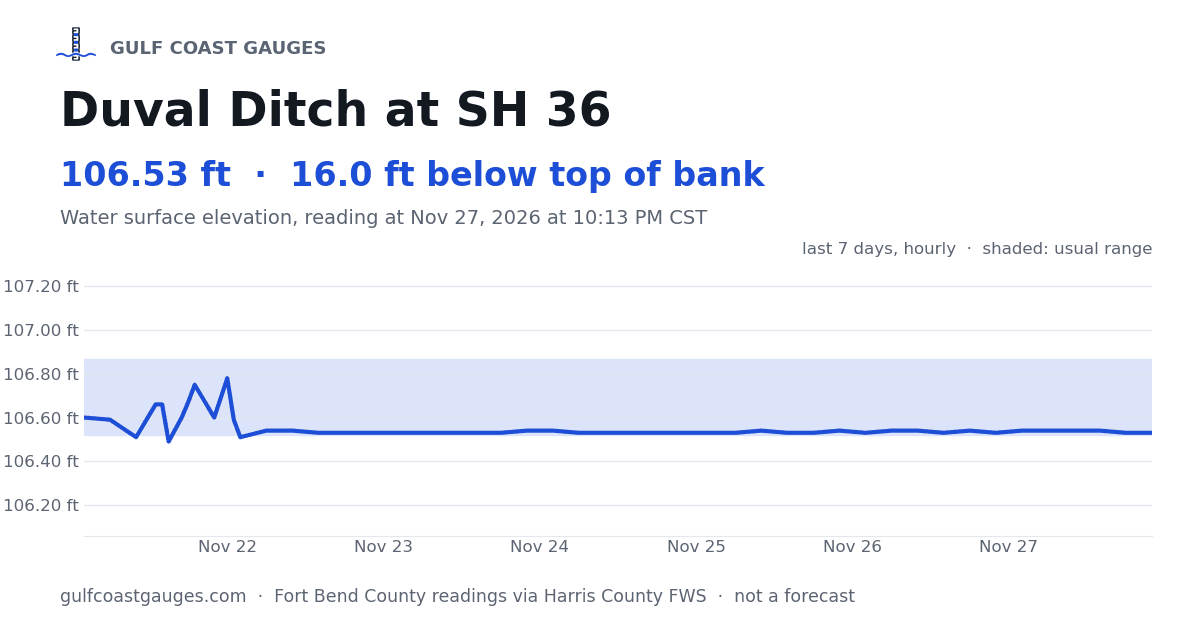 GULF COAST GAUGES
Duval Ditch at SH 36
106.53 ft · 16.0 ft below top of bank
Water surface elevation, reading at Nov 27, 2026 at 10:13 PM CST
last 7 days, hourly · shaded: usual range
107.20 ft
107.00 ft
106.80 ft
106.60 ft
106.40 ft
106.20 ft
Nov 22 Nov 23 Nov 24 Nov 25 Nov 26 Nov 27
gulfcoastgauges.com · Fort Bend County readings via Harris County FWS · not a forecast